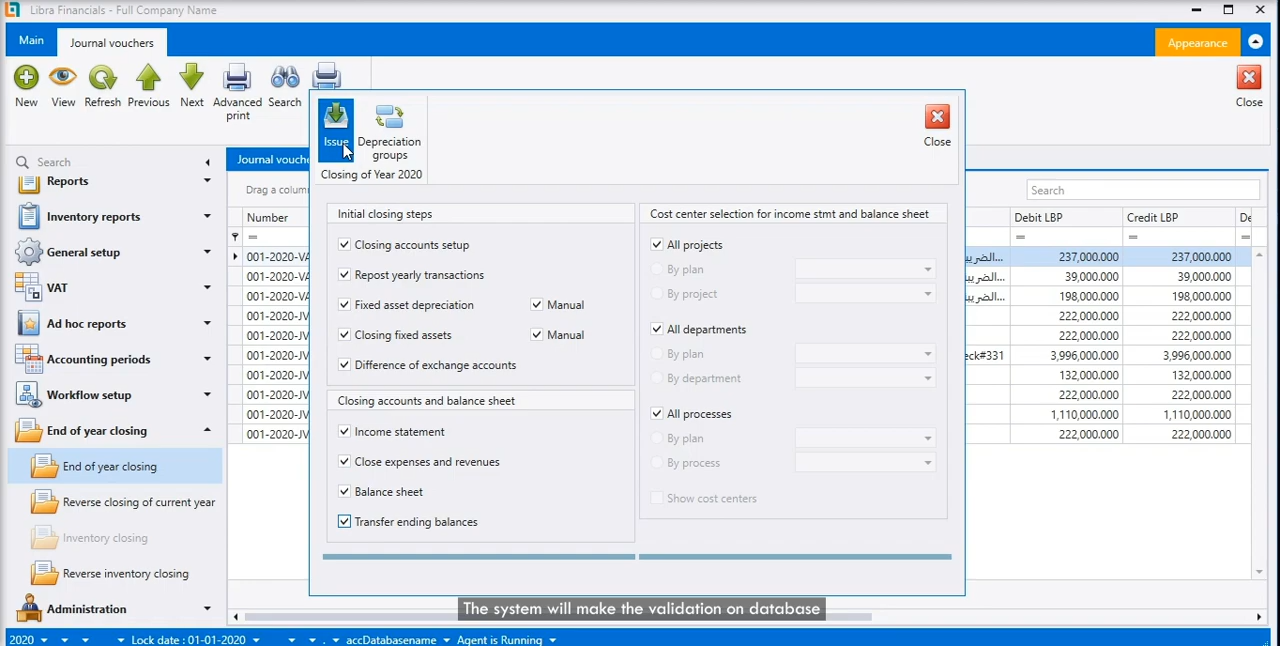 Libra Financials - Full Company Name
Main
Journal vouchers
Appearance
New
View
Refresh
Previous
Next
Advanced
print
Search
Close
Issue
Depreciation
groups
Closing of Year 2020
Close
Search
Reports
Inventory reports
General setup
VAT
Ad hoc reports
Accounting periods
Workflow setup
End of year closing
End of year closing
Reverse closing of current year
Inventory closing
Reverse inventory closing
Administration
Journal vouche
Drag a colum
Search
Number
Debit LBP
Credit LBP
De
001-2020-VA
237,000.000
237,000.000
001-2020-VA
39,000.000
39,000.000
001-2020-VA
198,000.000
198,000.000
001-2020-JV
222,000.000
222,000.000
001-2020-JV
222,000.000
222,000.000
001-2020-JV
eck#331
3,996,000.000
3,996,000.000
001-2020-JV
132,000.000
132,000.000
001-2020-JV
222,000.000
222,000.000
001-2020-JV
1,110,000.000
1,110,000.000
001-2020-JV
222,000.000
222,000.000
Initial closing steps
Closing accounts setup
Repost yearly transactions
Fixed asset depreciation
Manual
Closing fixed assets
Manual
Difference of exchange accounts
Closing accounts and balance sheet
Income statement
Close expenses and revenues
Balance sheet
Transfer ending balances
Cost center selection for income stmt and balance sheet
All projects
By plan
By project
All departments
By plan
By department
All processes
By plan
By process
Show cost centers
The system will make the validation on database
2020
Lock date : 01-01-2020
accDatabasename
Agent is Running